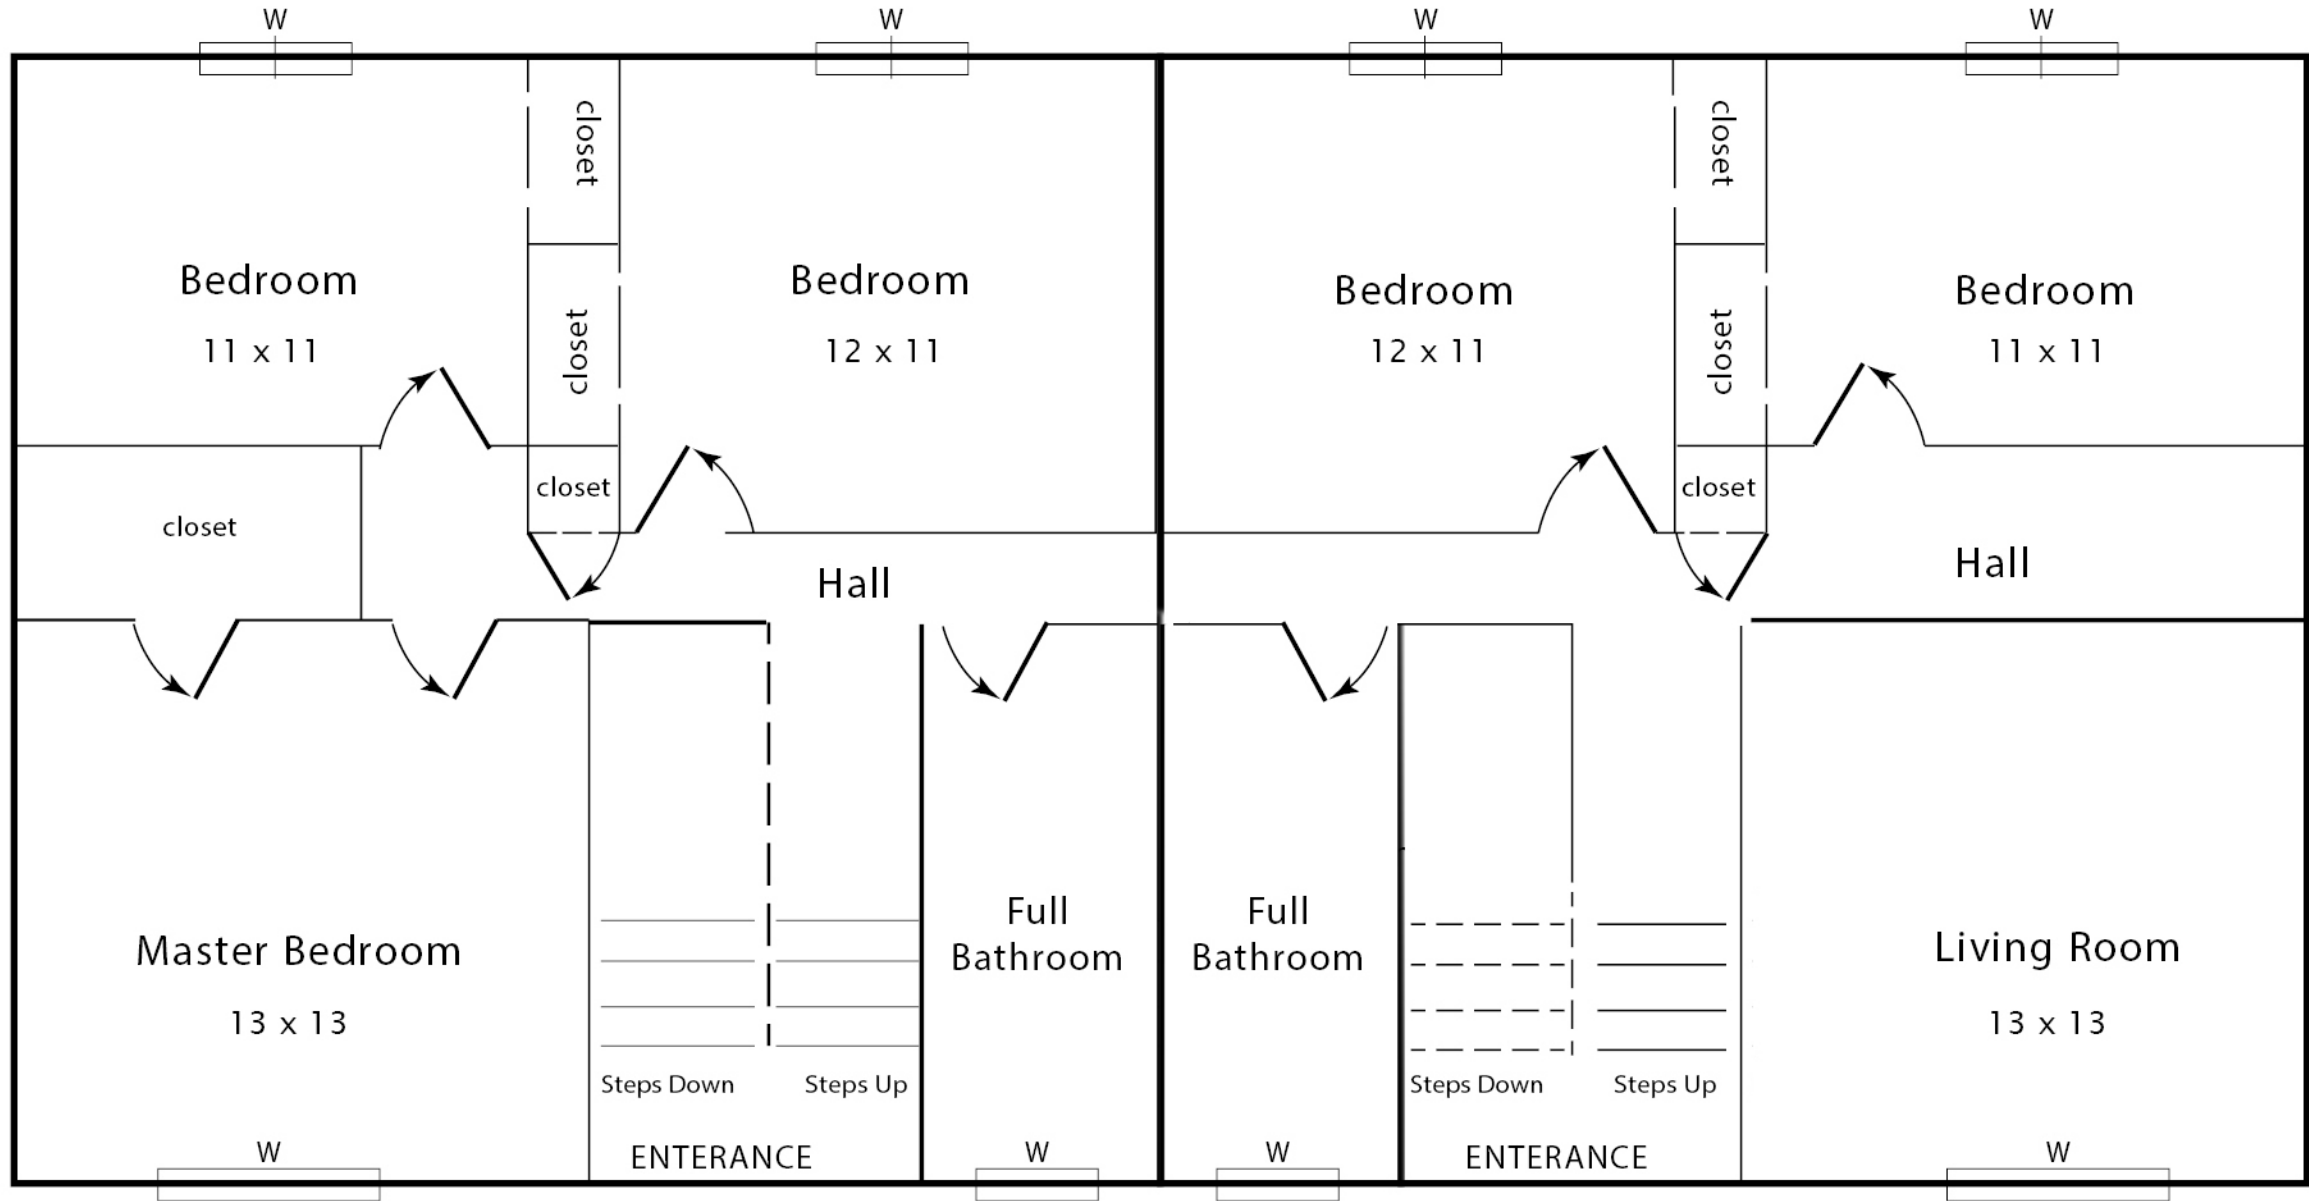 W
W
W
W
closet
closet
Bedroom
11 x 11
closet
Bedroom
12 x 11
Bedroom
12 x 11
closet
Bedroom
11 x 11
closet
closet
closet
Hall
Hall
Master Bedroom
13 x 13
Full
Bathroom
Full
Bathroom
Living Room
13 x 13
Steps Down
Steps Up
Steps Down
Steps Up
W
ENTERANCE
W
W
ENTERANCE
W